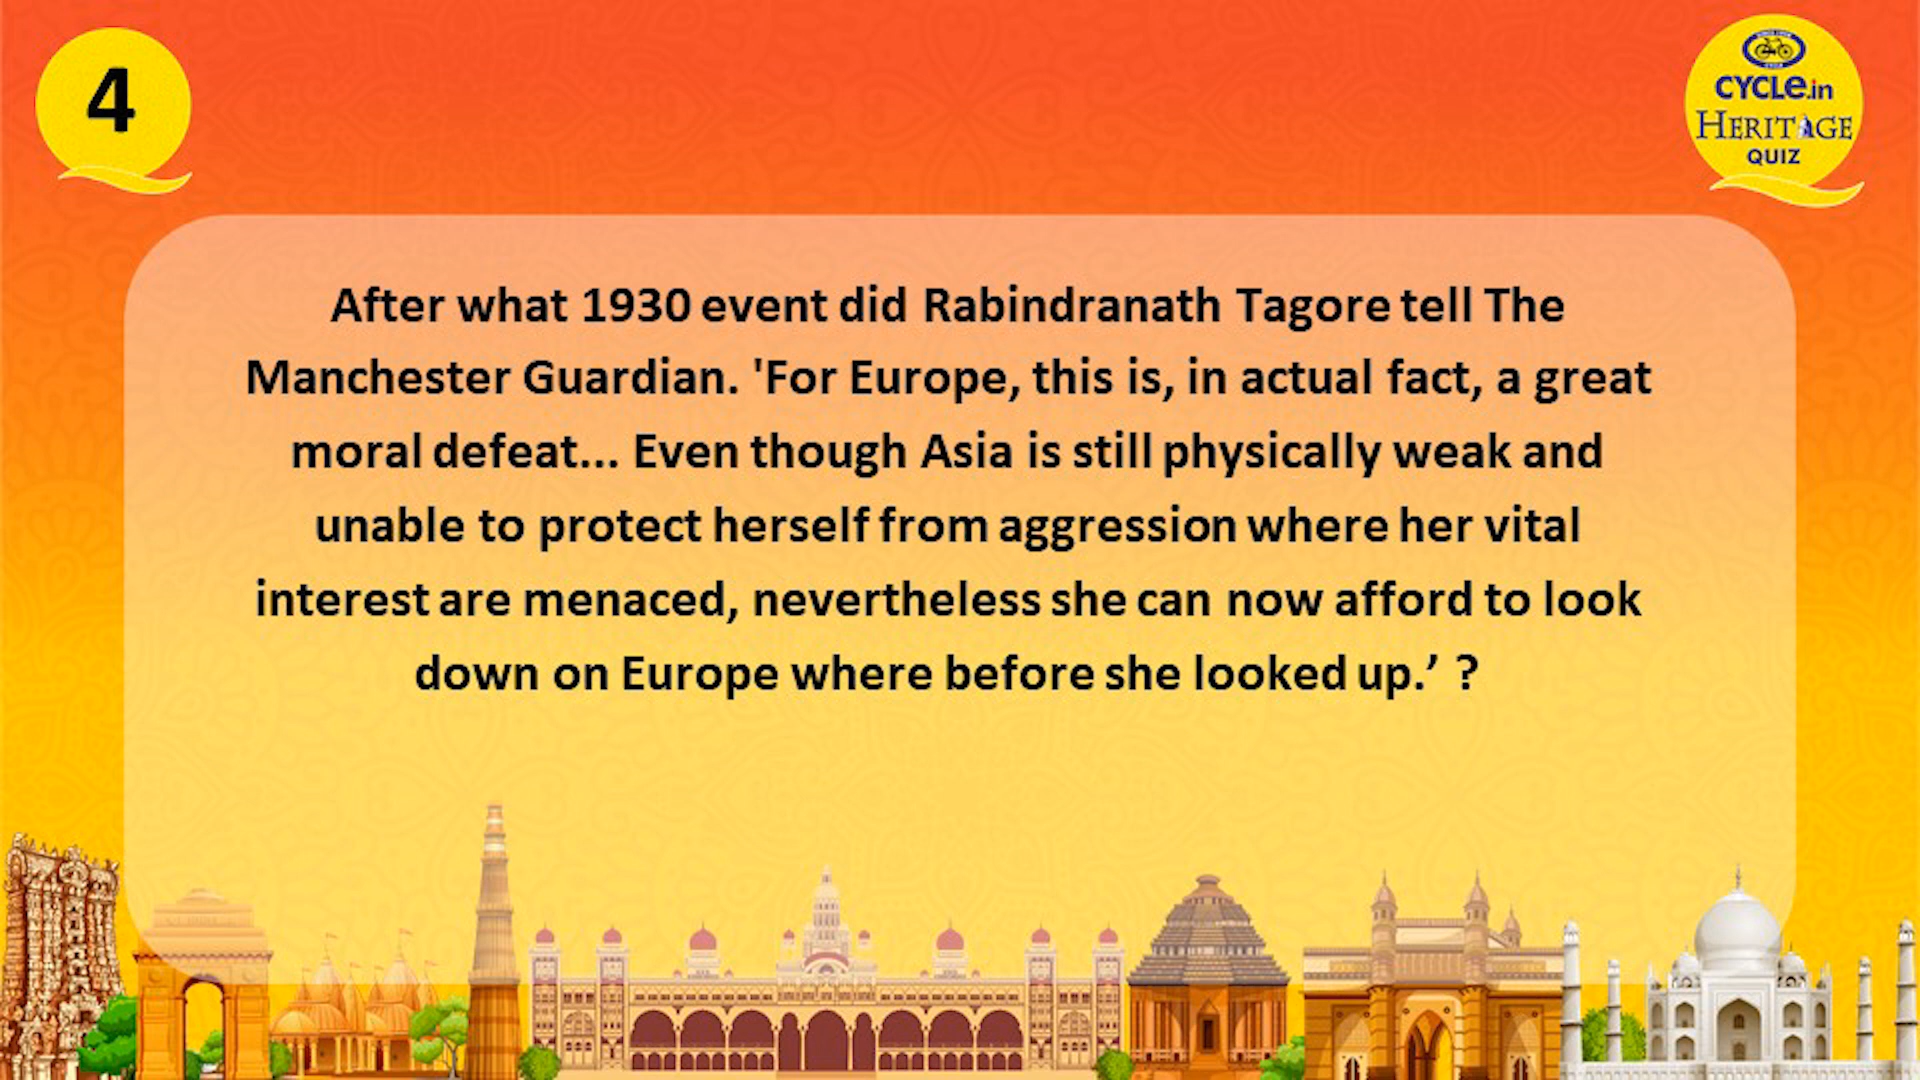 4
CYCLE.in
HERITAGE
QUIZ
After what 1930 event did Rabindranath Tagore tell The
Manchester Guardian. 'For Europe, this is, in actual fact, a great
moral defeat... Even though Asia is still physically weak and
unable to protect herself from aggression where her vital
interest are menaced, nevertheless she can now afford to look
down on Europe where before she looked up.’ ?